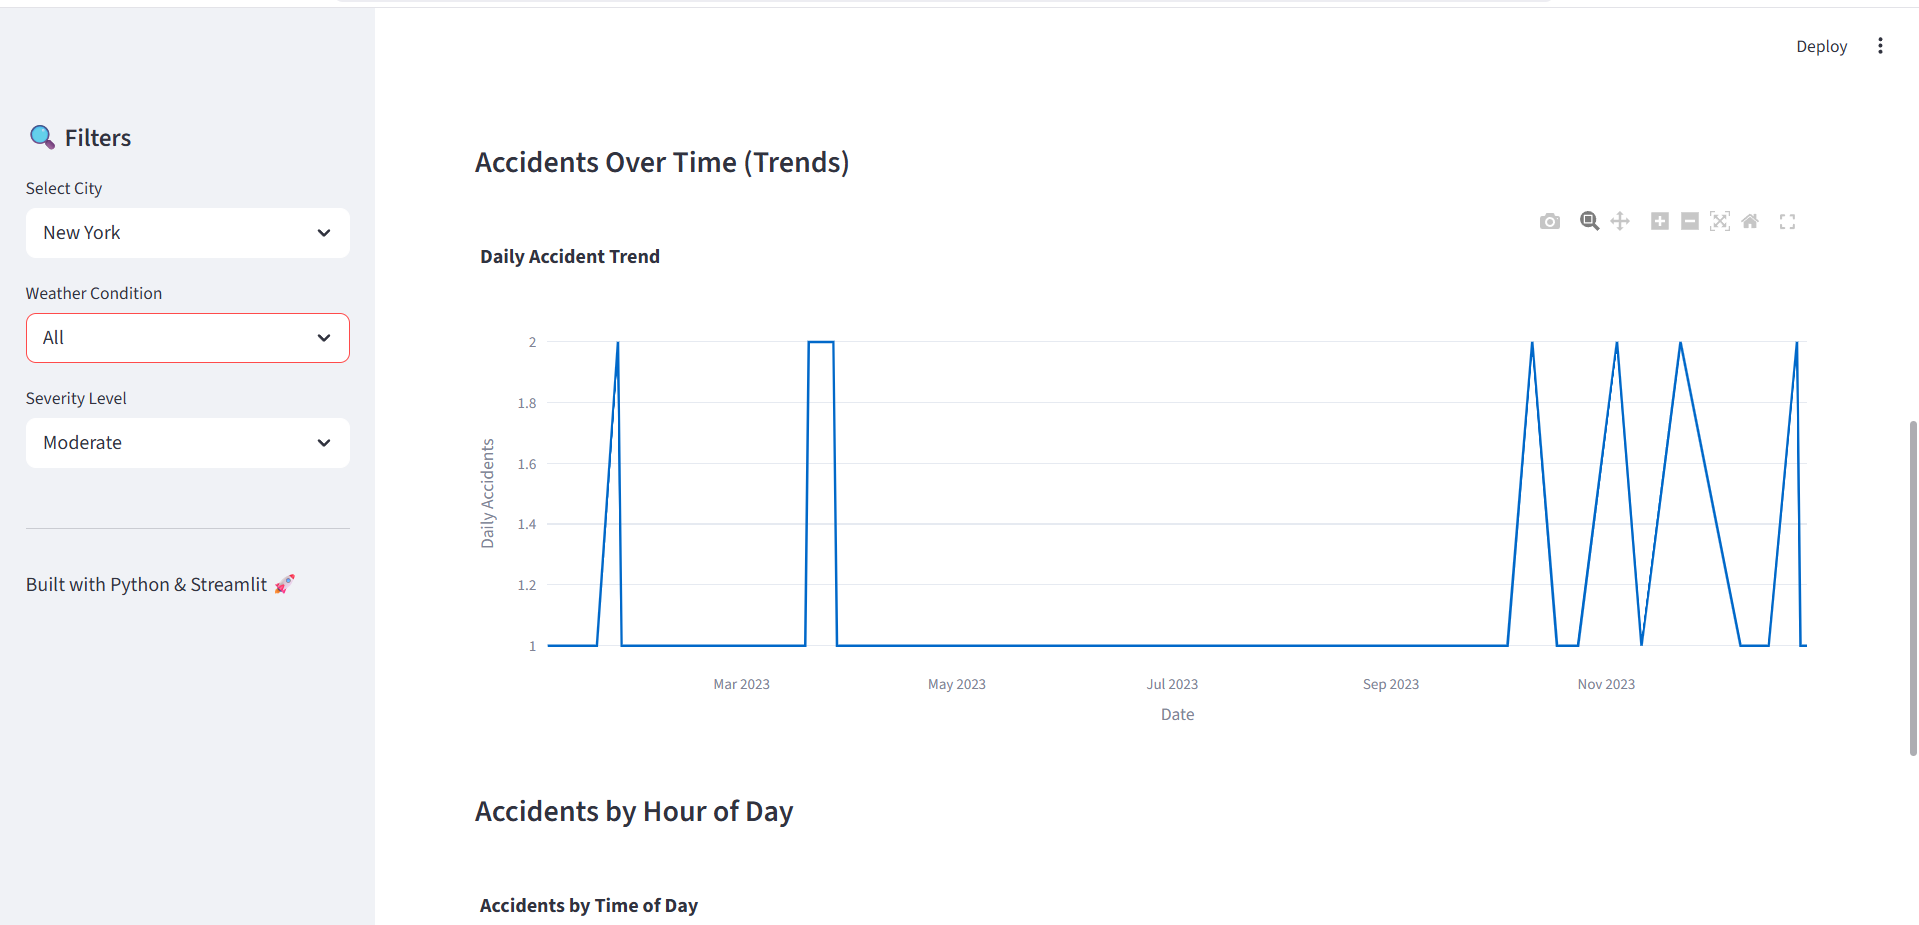 Deploy
Filters
Select City
New York
Weather Condition
All
Severity Level
Moderate
Built with Python & Streamlit 🚀
Accidents Over Time (Trends)
Daily Accident Trend
2
1.8
1.6
1.4
1.2
1
Daily Accidents
Mar 2023
May 2023
Jul 2023
Sep 2023
Nov 2023
Date
Accidents by Hour of Day
Accidents by Time of Day